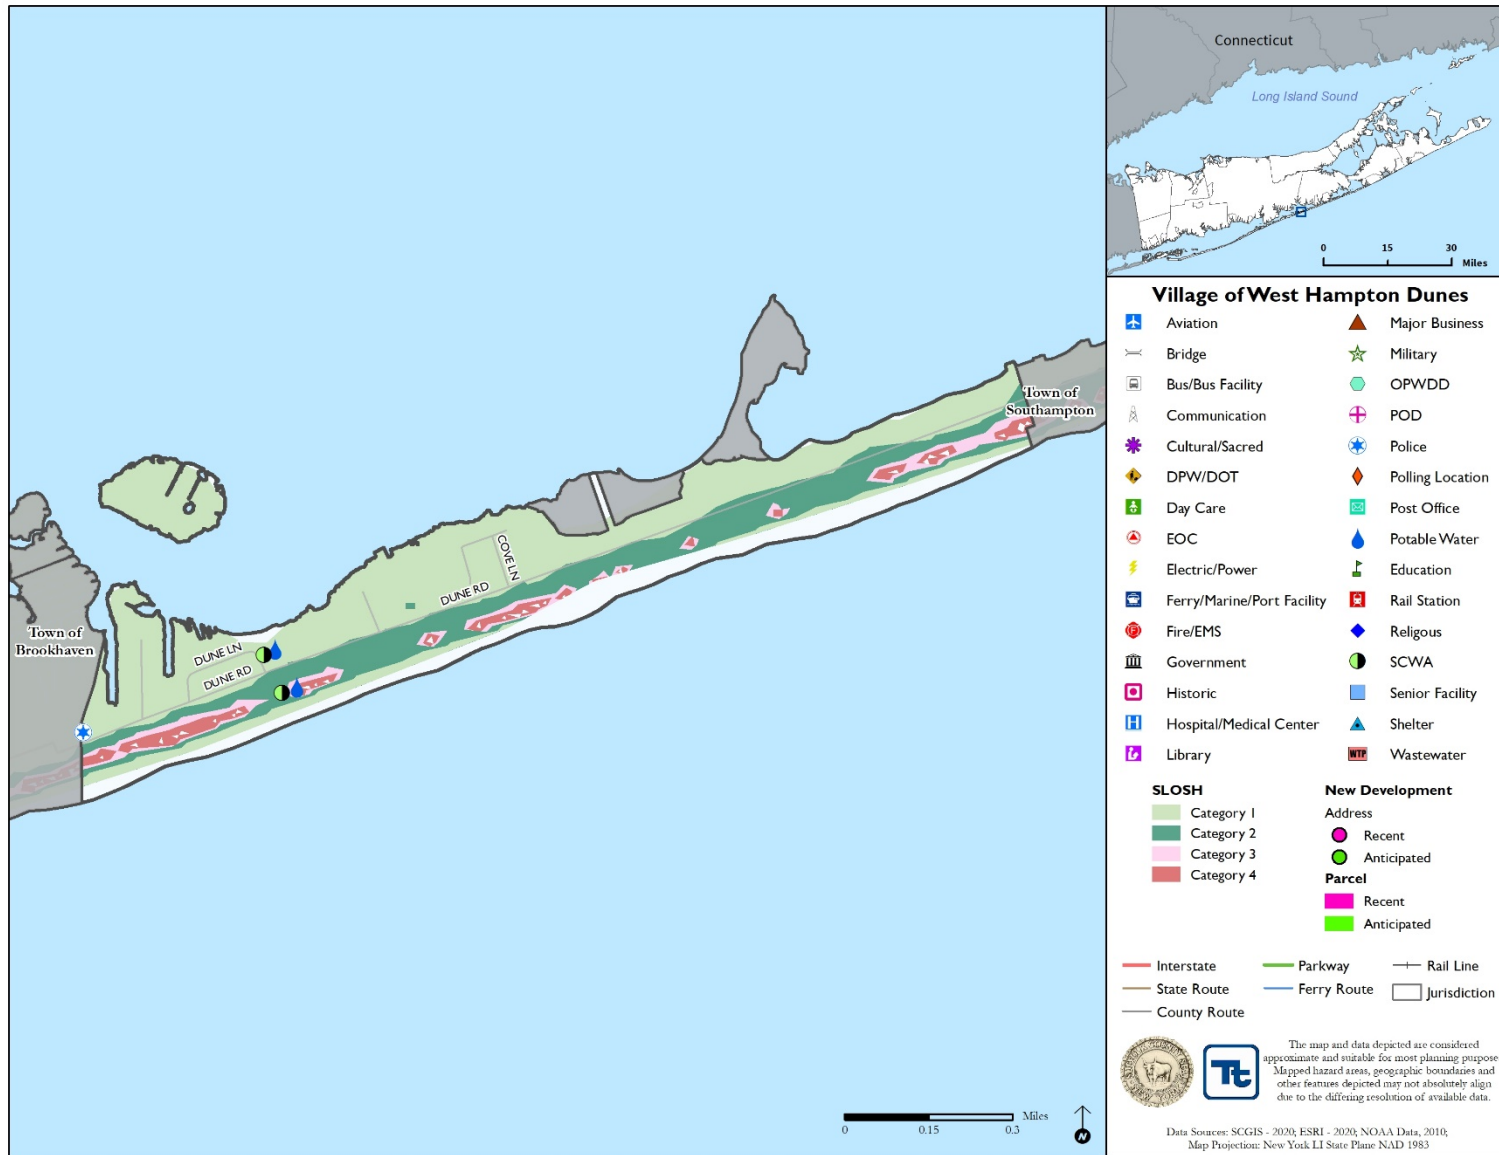 Connecticut
Long Island Sound
0 15 30
Miles
Town of
Southampton
COVE LN
DUNE RD
Town of
Brookhaven
DUNE LN
DUNE RD
Miles
0 0.15 0.3
N
Village of West Hampton Dunes
Aviation
Bridge
Bus/Bus Facility
Communication
Cultural/Sacred
DPW/DOT
Day Care
EOC
Electric/Power
Ferry/Marine/Port Facility
Fire/EMS
Government
Historic
Hospital/Medical Center
Library
Major Business
Military
OPWDD
POD
Police
Polling Location
Post Office
Potable Water
Education
Rail Station
Religous
SCWA
Senior Facility
Shelter
WTP Wastewater
SLOSH
Category 1
Category 2
Category 3
Category 4
New Development
Address
Recent
Anticipated
Parcel
Recent
Anticipated
Interstate
State Route
County Route
Parkway
Ferry Route
Rail Line
Jurisdiction
Tt
The map and data depicted are considered
approximate and suitable for most planning purpose
Mapped hazard areas, geographic boundaries and
other features depicted may not absolutely align
due to the differing resolution of available data.
Data Sources: SCGIS - 2020; ESRI - 2020; NOAA Data, 2010;
Map Projection: New York LI State Plane NAD 1983